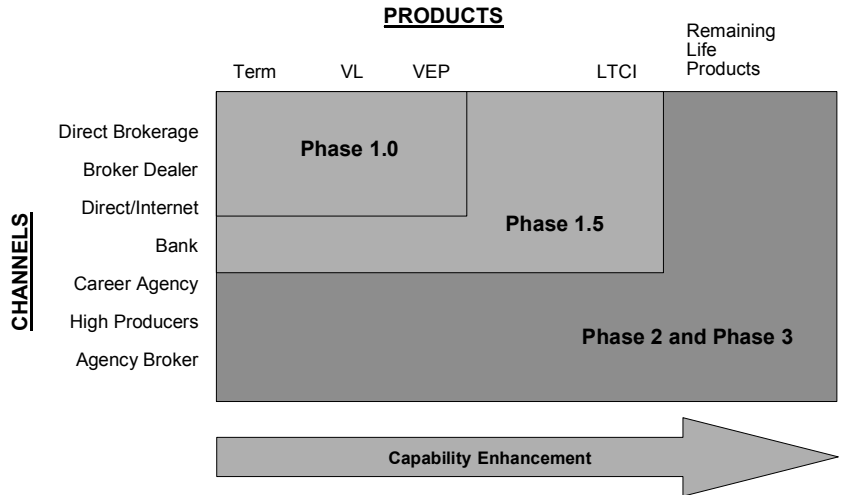 PRODUCTS
Remaining
Life
Products
Term VL VEP LTCI
Direct Brokerage
Broker Dealer
Direct/Internet
Bank
Career Agency
High Producers
Agency Broker
CHANNELS
Phase 1.0
Phase 1.5
Phase 2 and Phase 3
Capability Enhancement